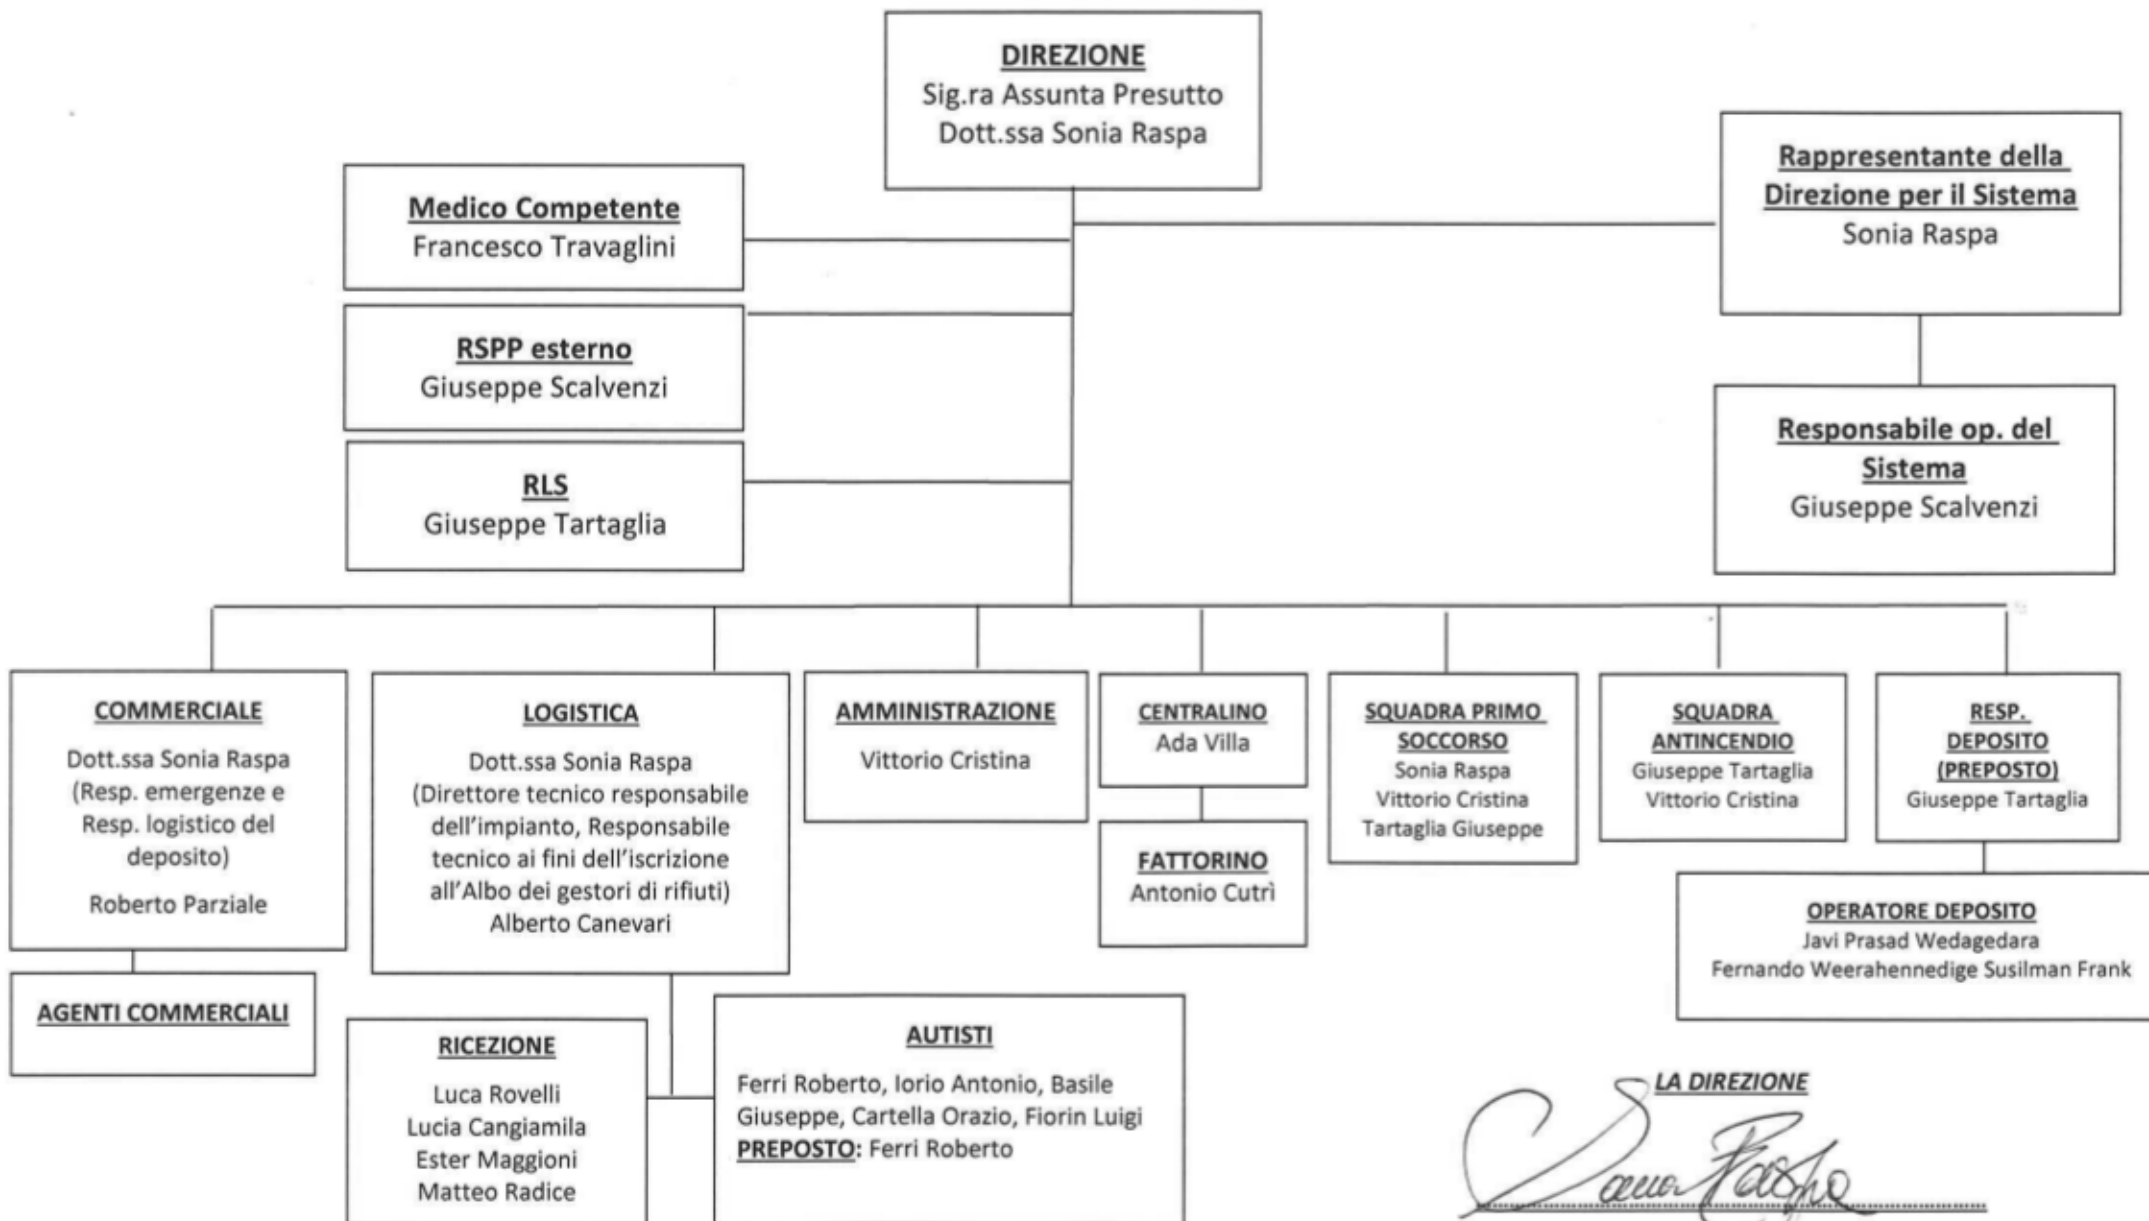 DIREZIONE
Sig.ra Assunta Presutto
Dott.ssa Sonia Raspa
Rappresentante della
Direzione per il Sistema
Sonia Raspa
Medico Competente
Francesco Travaglini
RSPP esterno
Giuseppe Scalvenzi
Responsabile op. del
Sistema
Giuseppe Scalvenzi
RLS
Giuseppe Tartaglia
COMMERCIALE
Dott.ssa Sonia Raspa
(Resp. emergenze e
Resp. logistico del
deposito)
Roberto Parziale
AGENTI COMMERCIALI
LOGISTICA
Dott.ssa Sonia Raspa
(Direttore tecnico responsabile
dell'impianto, Responsabile
tecnico ai fini dell'iscrizione
all'Albo dei gestori di rifiuti)
Alberto Canevari
RICEZIONE
Luca Rovelli
Lucia Cangiamila
Ester Maggioni
Matteo Radice
AUTISTI
Ferri Roberto, Iorio Antonio, Basile
Giuseppe, Cartella Orazio, Fiorin Luigi
PREPOSTO: Ferri Roberto
AMMINISTRAZIONE
Vittorio Cristina
CENTRALINO
Ada Villa
FATTORINO
Antonio Cutrì
SQUADRA PRIMO
SOCCORSO
Sonia Raspa
Vittorio Cristina
Tartaglia Giuseppe
SQUADRA
ANTINCENDIO
Giuseppe Tartaglia
Vittorio Cristina
RESP.
DEPOSITO
(PREPOSTO)
Giuseppe Tartaglia
OPERATORE DEPOSITO
Javi Prasad Wedagedara
Fernando Weerahennedige Susilman Frank
LA DIREZIONE